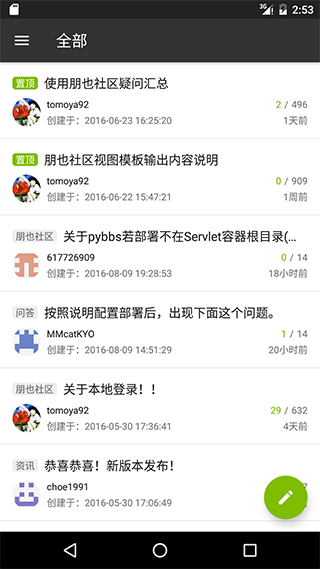 3G 2:53
全部
置顶 使用朋也社区疑问汇总
tomoya92 2 / 496
创建于：2016-06-23 16:25:20 1天前
置顶 朋也社区视图模板输出内容说明
tomoya92 0 / 909
创建于：2016-06-22 15:47:21 1周前
朋也社区 关于pybbs若部署不在Servlet容器根目录(...
617726909 0 / 14
创建于：2016-08-09 19:28:53 18小时前
问答 按照说明配置部署后，出现下面这个问题。
MMcatKYO 1 / 14
创建于：2016-08-09 14:51:29 20小时前
朋也社区 关于本地登录！！
tomoya92 29 / 632
创建于：2016-05-30 17:36:41 4天前
资讯 恭喜恭喜！新版本发布！
choe1991
创建于：2016-05-30 17:06:49